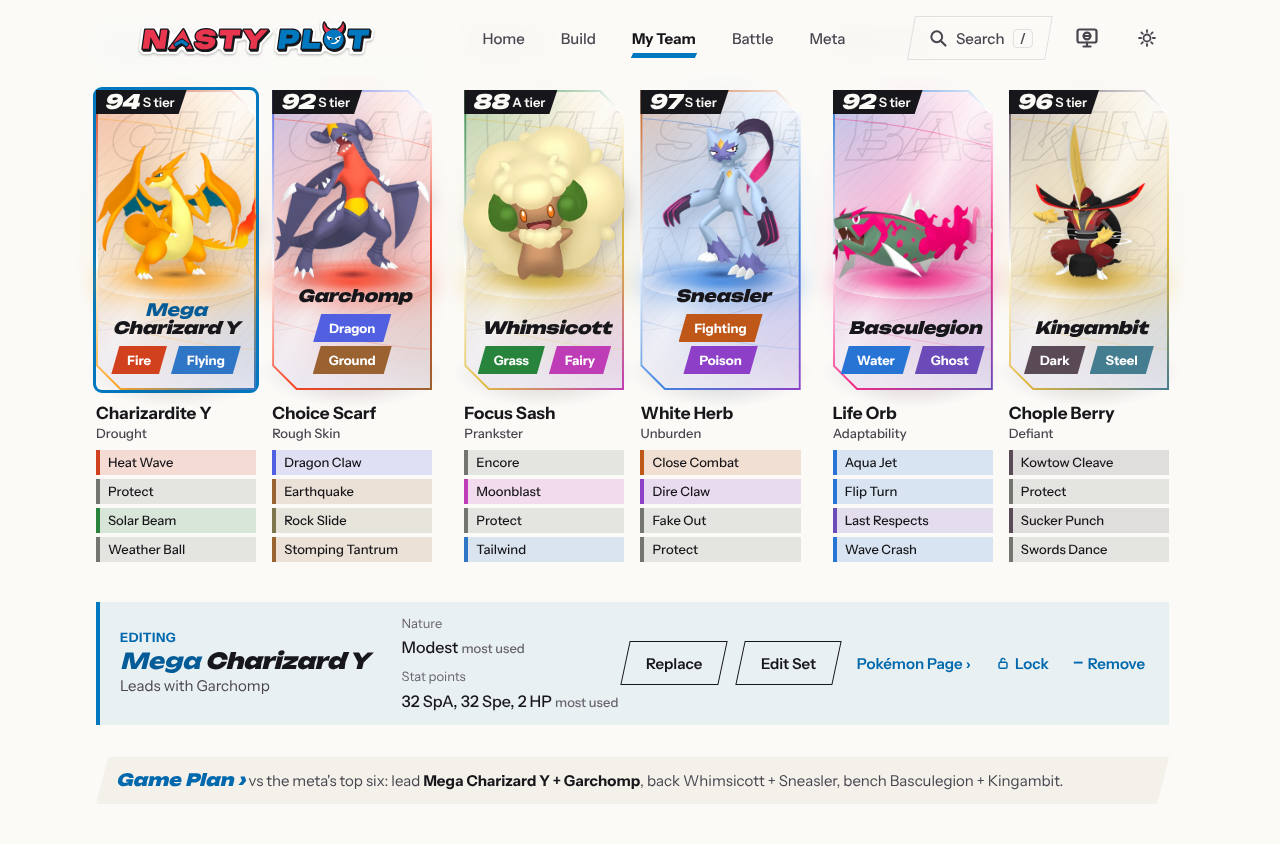 NASTY PLOT
Home
Build
My Team
Battle
Meta
Search /
94 S tier
Mega
Charizard Y
Fire
Flying
92 S tier
Garchomp
Dragon
Ground
88 A tier
Whimsicott
Grass
Fairy
97 S tier
Sneasler
Fighting
Poison
92 S tier
Basculegion
Water
Ghost
96 S tier
Kingambit
Dark
Steel
Charizardite Y
Drought
Heat Wave
Protect
Solar Beam
Weather Ball
Choice Scarf
Rough Skin
Dragon Claw
Earthquake
Rock Slide
Stomping Tantrum
Focus Sash
Prankster
Encore
Moonblast
Protect
Tailwind
White Herb
Unburden
Close Combat
Dire Claw
Fake Out
Protect
Life Orb
Adaptability
Aqua Jet
Flip Turn
Last Respects
Wave Crash
Chople Berry
Defiant
Kowtow Cleave
Protect
Sucker Punch
Swords Dance
EDITING
Mega Charizard Y
Leads with Garchomp
Nature
Modest most used
Stat points
32 SpA, 32 Spe, 2 HP most used
Replace
Edit Set
Pokémon Page ›
Lock
− Remove
Game Plan › vs the meta's top six: lead Mega Charizard Y + Garchomp, back Whimsicott + Sneasler, bench Basculegion + Kingambit.